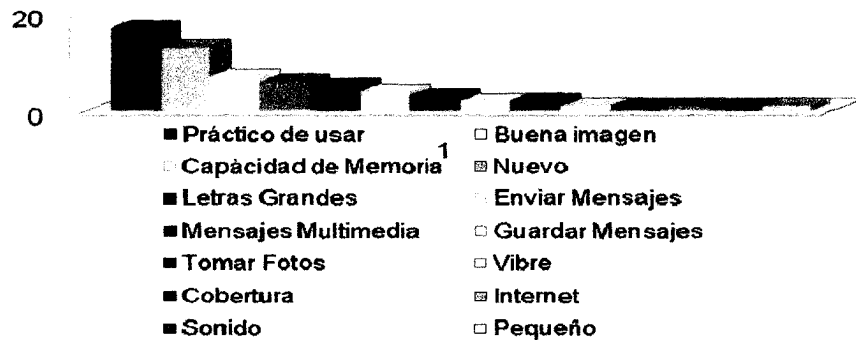 20
0
Práctico de usar Buena imagen
Capacidad de Memoria Nuevo
1
Letras Grandes Enviar Mensajes
Mensajes Multimedia Guardar Mensajes
Tomar Fotos Vibre
Cobertura Internet
Sonido Pequeño